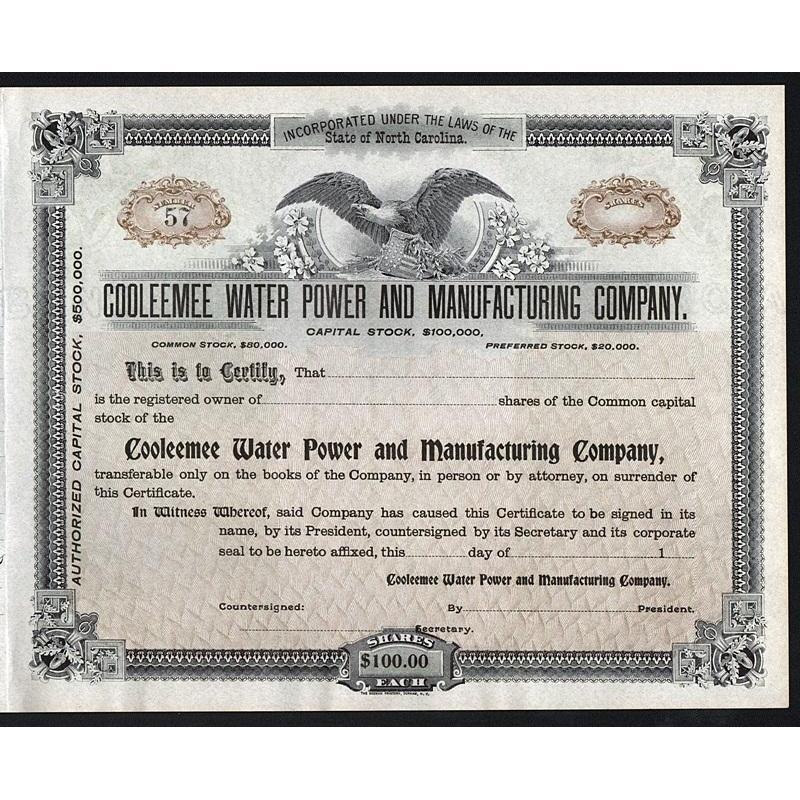 INCORPORATED UNDER THE LAWS OF THE
State of North Carolina.
NUMBER
57
SHARES
AUTHORIZED CAPITAL STOCK, $500,000.
COOLEEMEE WATER POWER AND MANUFACTURING COMPANY.
CAPITAL STOCK, $100,000,
COMMON STOCK, $80,000. PREFERRED STOCK, $20.000.
This is to Certify, That
is the registered owner of shares of the Common capital
stock of the
Cooleemee Water Power and Manufacturing Company,
transferable only on the books of the Company, in person or by attorney, on surrender of
this Certificate.
In Witness Whereof, said Company has caused this Certificate to be signed in its
name, by its President, countersigned by its Secretary and its corporate
seal to be hereto affixed, this day of 1
Cooleemee Water Power and Manufacturing Company.
Countersigned: By President.
Secretary.
SHARES
$100.00
EACH